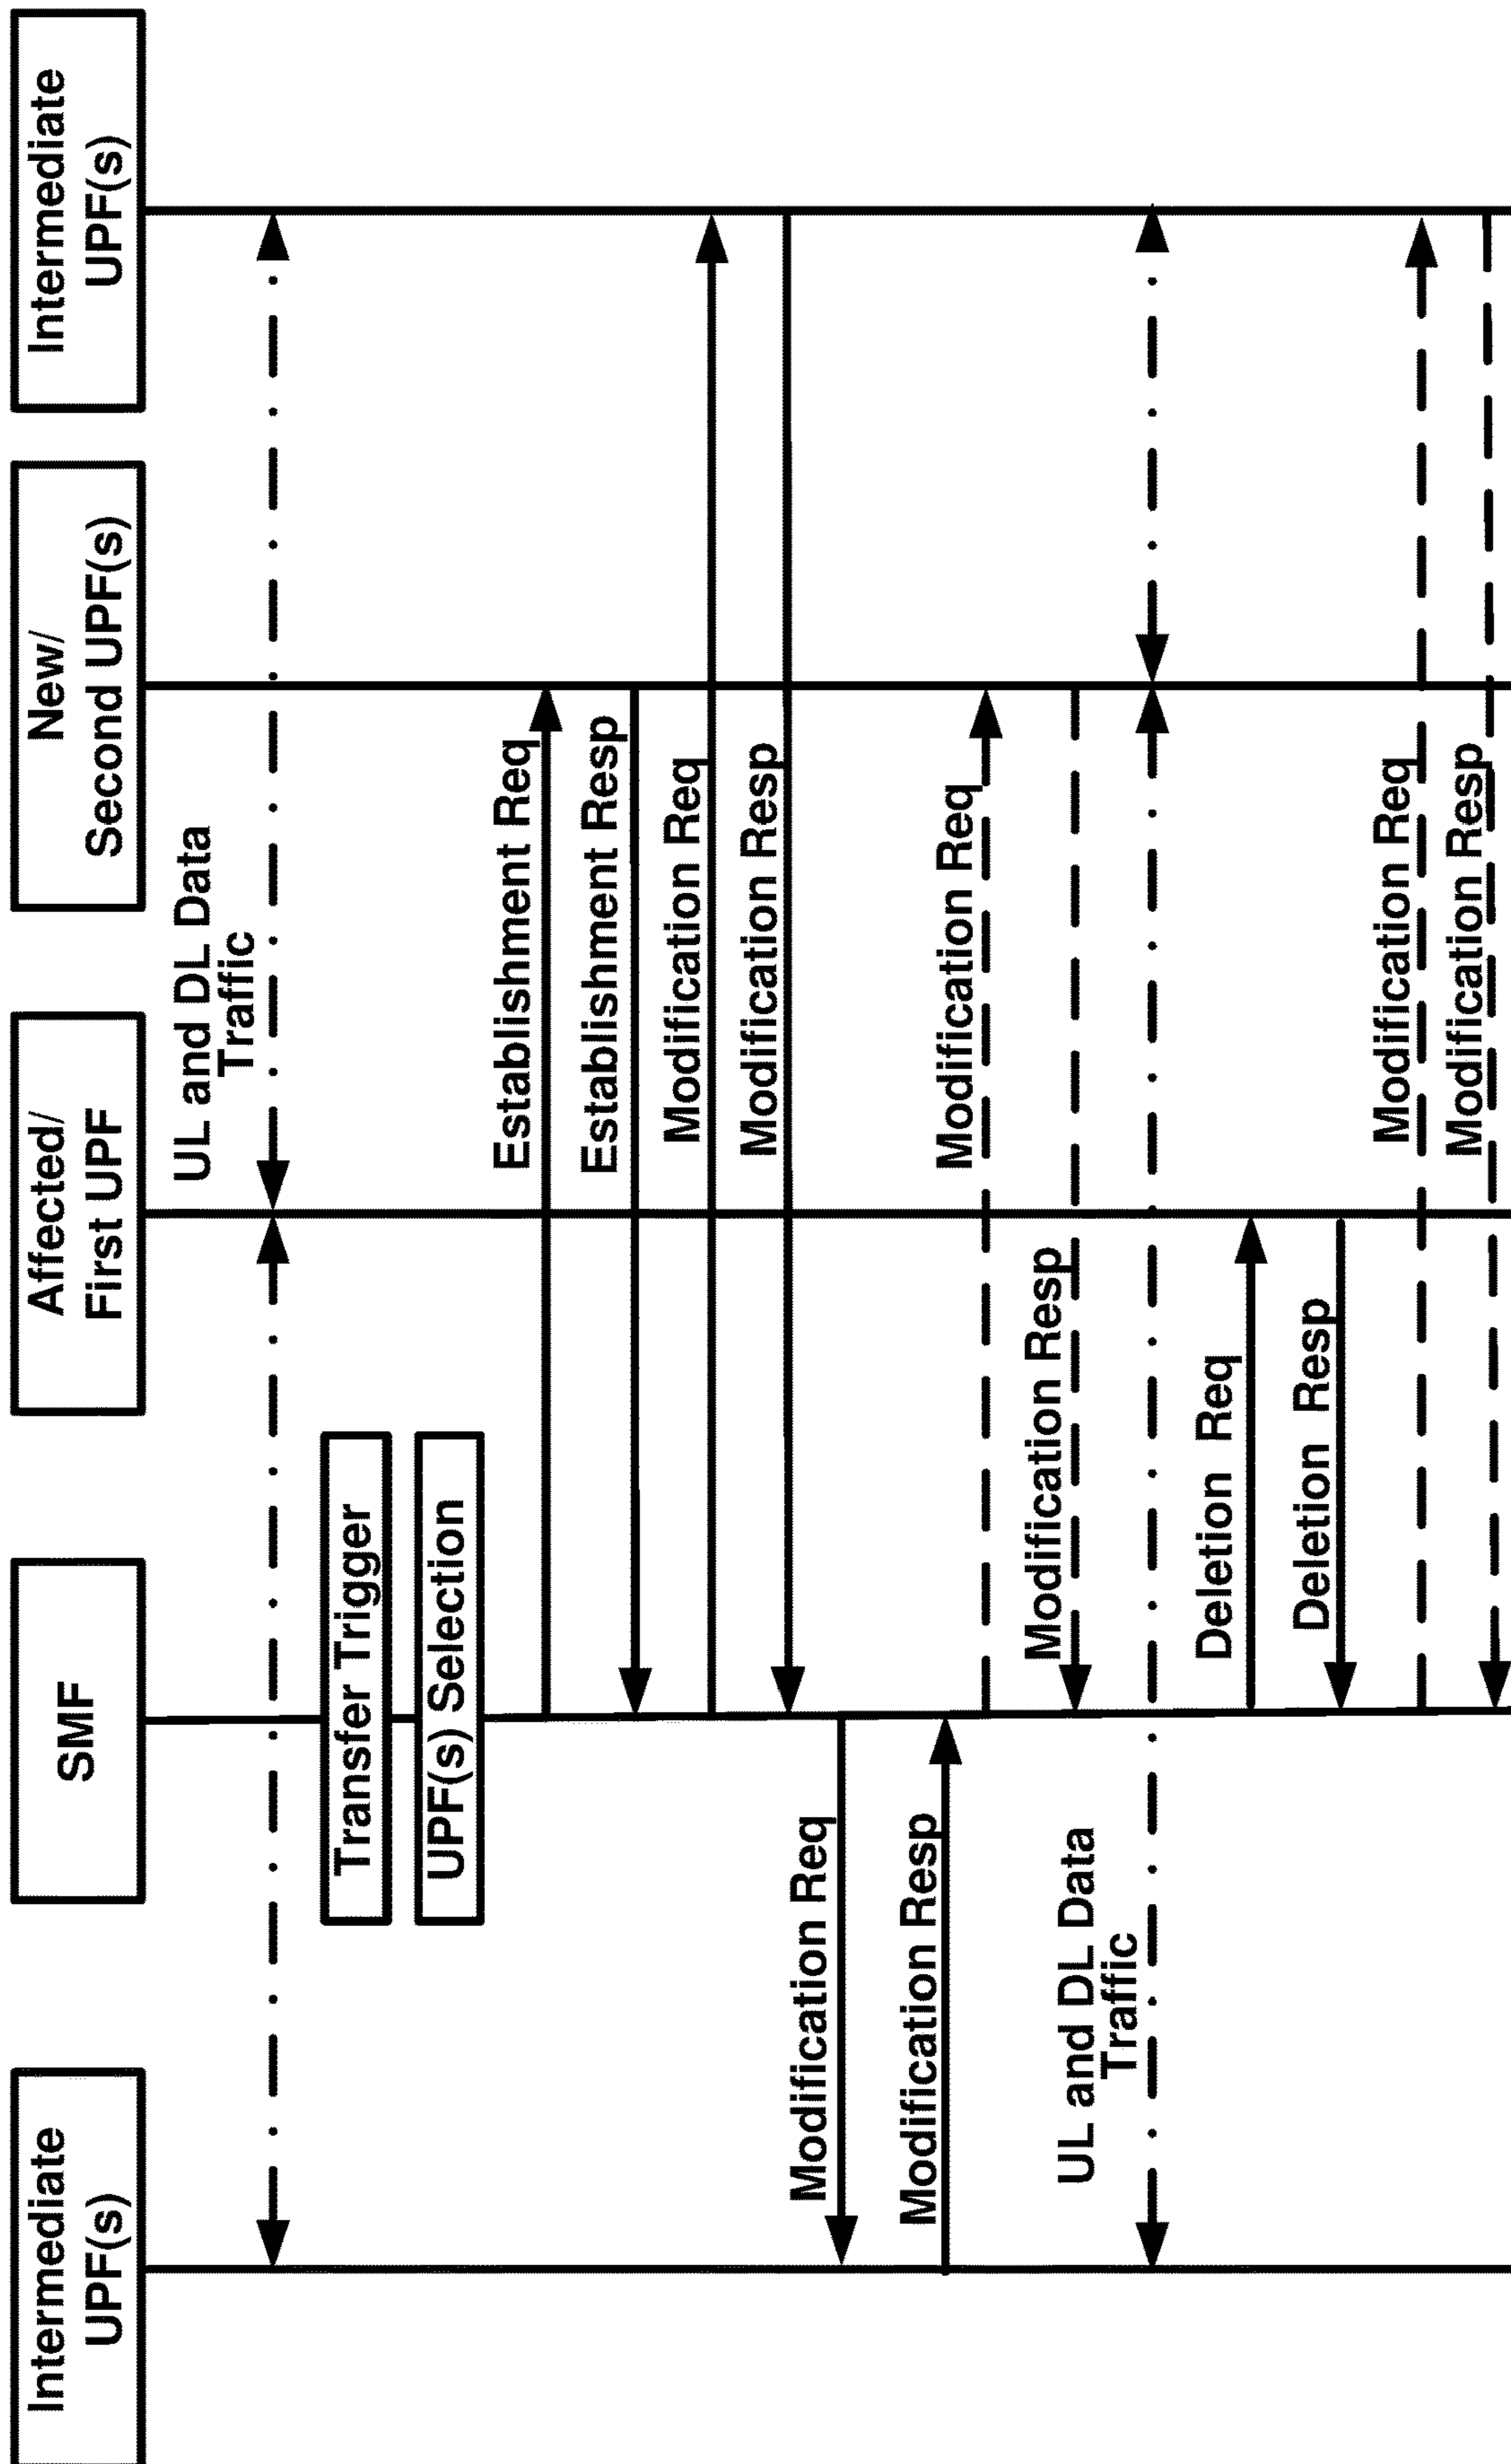 Intermediate
UPF(s)
SMF
Affected/
First UPF
New/
Second UPF(s)
Intermediate
UPF(s)
UL and DL Data
Traffic
Transfer Trigger
UPF(s) Selection
Establishment Req
Establishment Resp
Modification Req
Modification Resp
Modification Req
Modification Resp
Modification Req
Modification Resp
UL and DL Data
Traffic
Deletion Req
Deletion Resp
Modification Req
Modification Resp